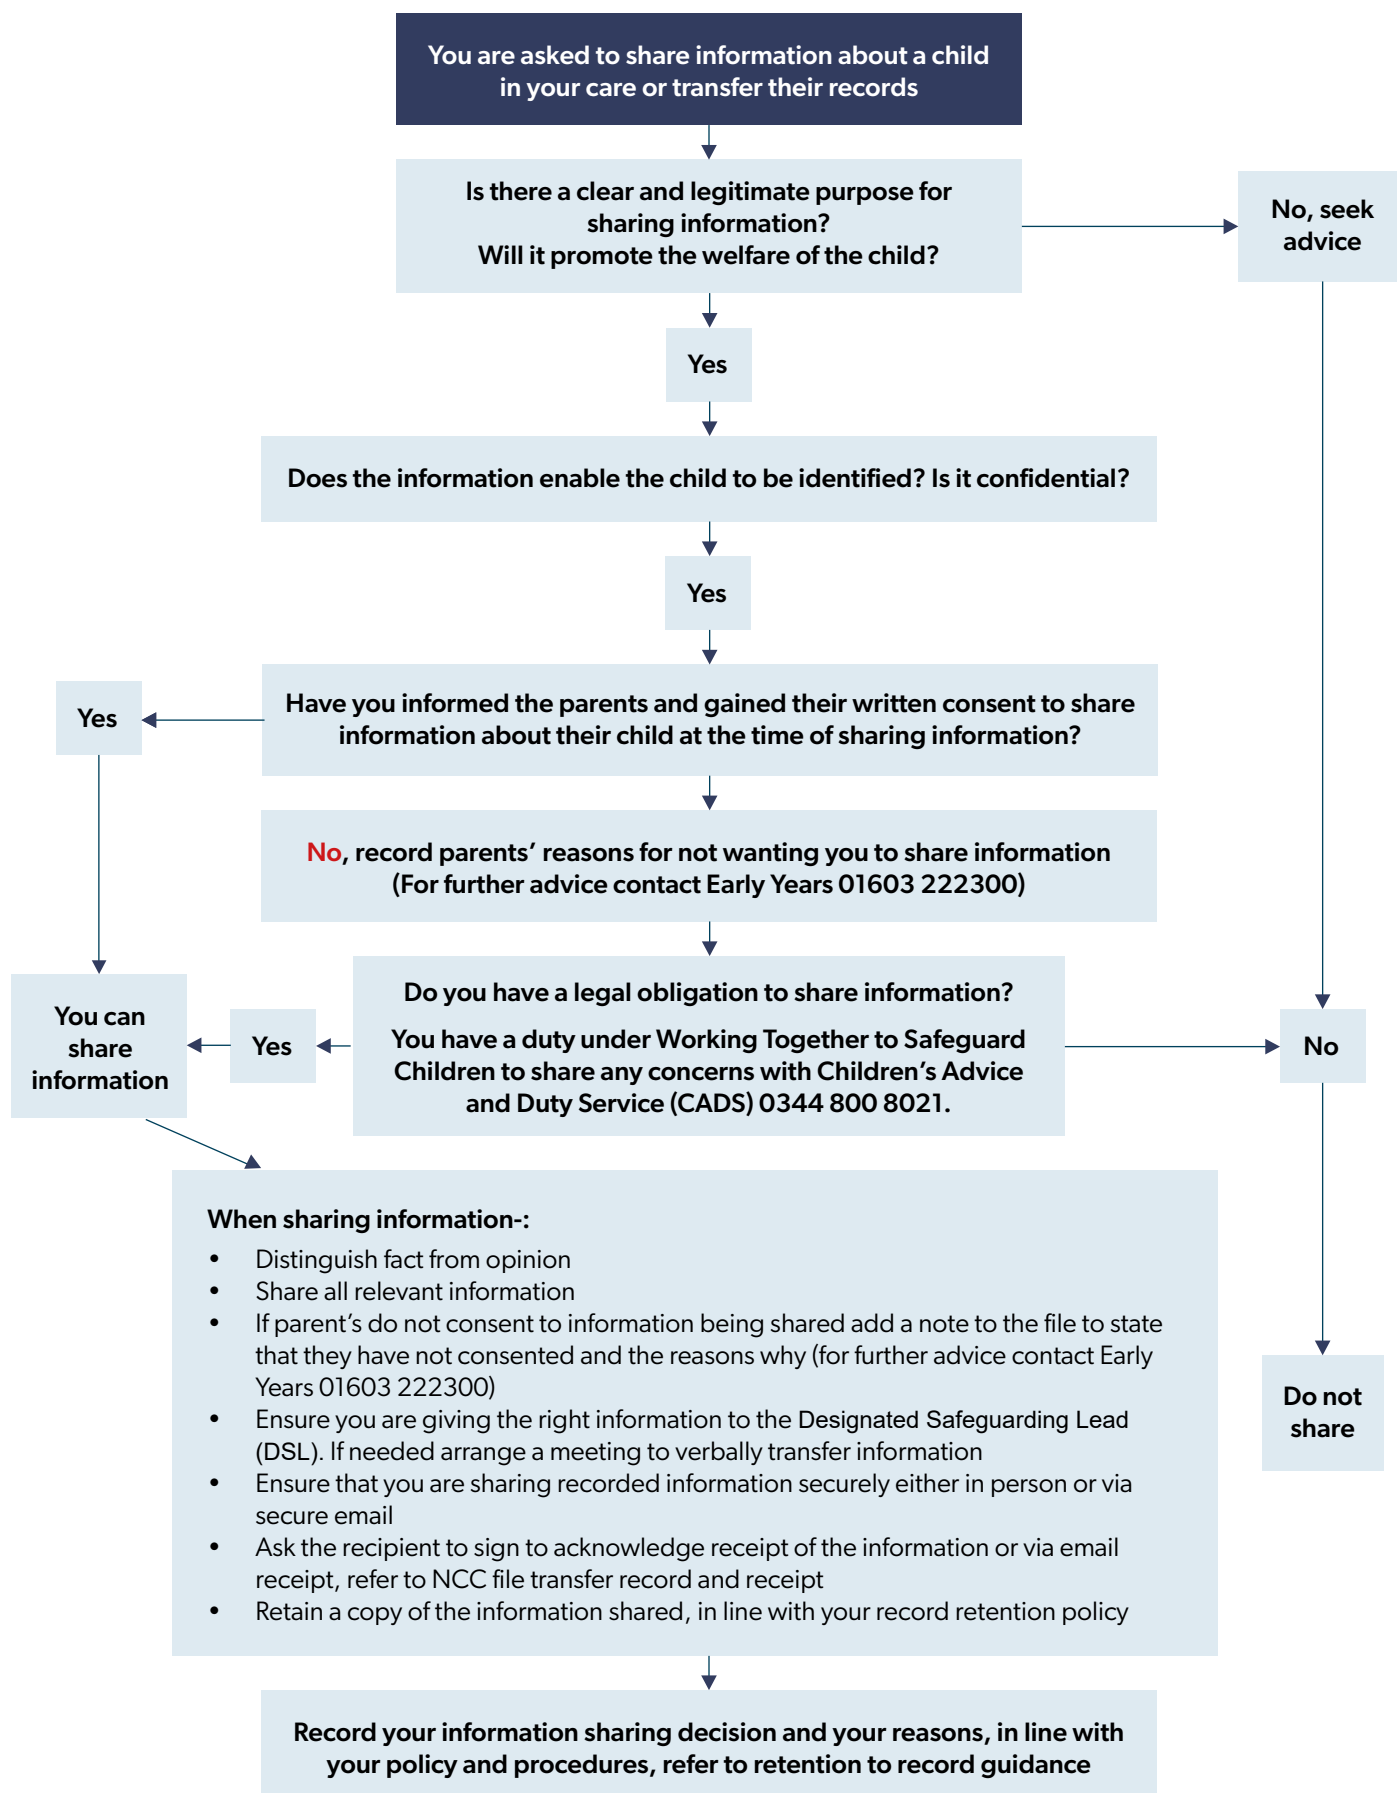 You are asked to share information about a child
in your care or transfer their records
Is there a clear and legitimate purpose for
sharing information?
Will it promote the welfare of the child?
No, seek
advice
Yes
Does the information enable the child to be identified? Is it confidential?
Yes
Have you informed the parents and gained their written consent to share
information about their child at the time of sharing information?
Yes
No, record parents’ reasons for not wanting you to share information
(For further advice contact Early Years 01603 222300)
Do you have a legal obligation to share information?
You have a duty under Working Together to Safeguard
Children to share any concerns with Children’s Advice
and Duty Service (CADS) 0344 800 8021.
Yes
You can
share
information
No
Do not
share
When sharing information-:
• Distinguish fact from opinion
• Share all relevant information
• If parent’s do not consent to information being shared add a note to the file to state
that they have not consented and the reasons why (for further advice contact Early
Years 01603 222300)
• Ensure you are giving the right information to the Designated Safeguarding Lead
(DSL). If needed arrange a meeting to verbally transfer information
• Ensure that you are sharing recorded information securely either in person or via
secure email
• Ask the recipient to sign to acknowledge receipt of the information or via email
receipt, refer to NCC file transfer record and receipt
• Retain a copy of the information shared, in line with your record retention policy
Record your information sharing decision and your reasons, in line with
your policy and procedures, refer to retention to record guidance